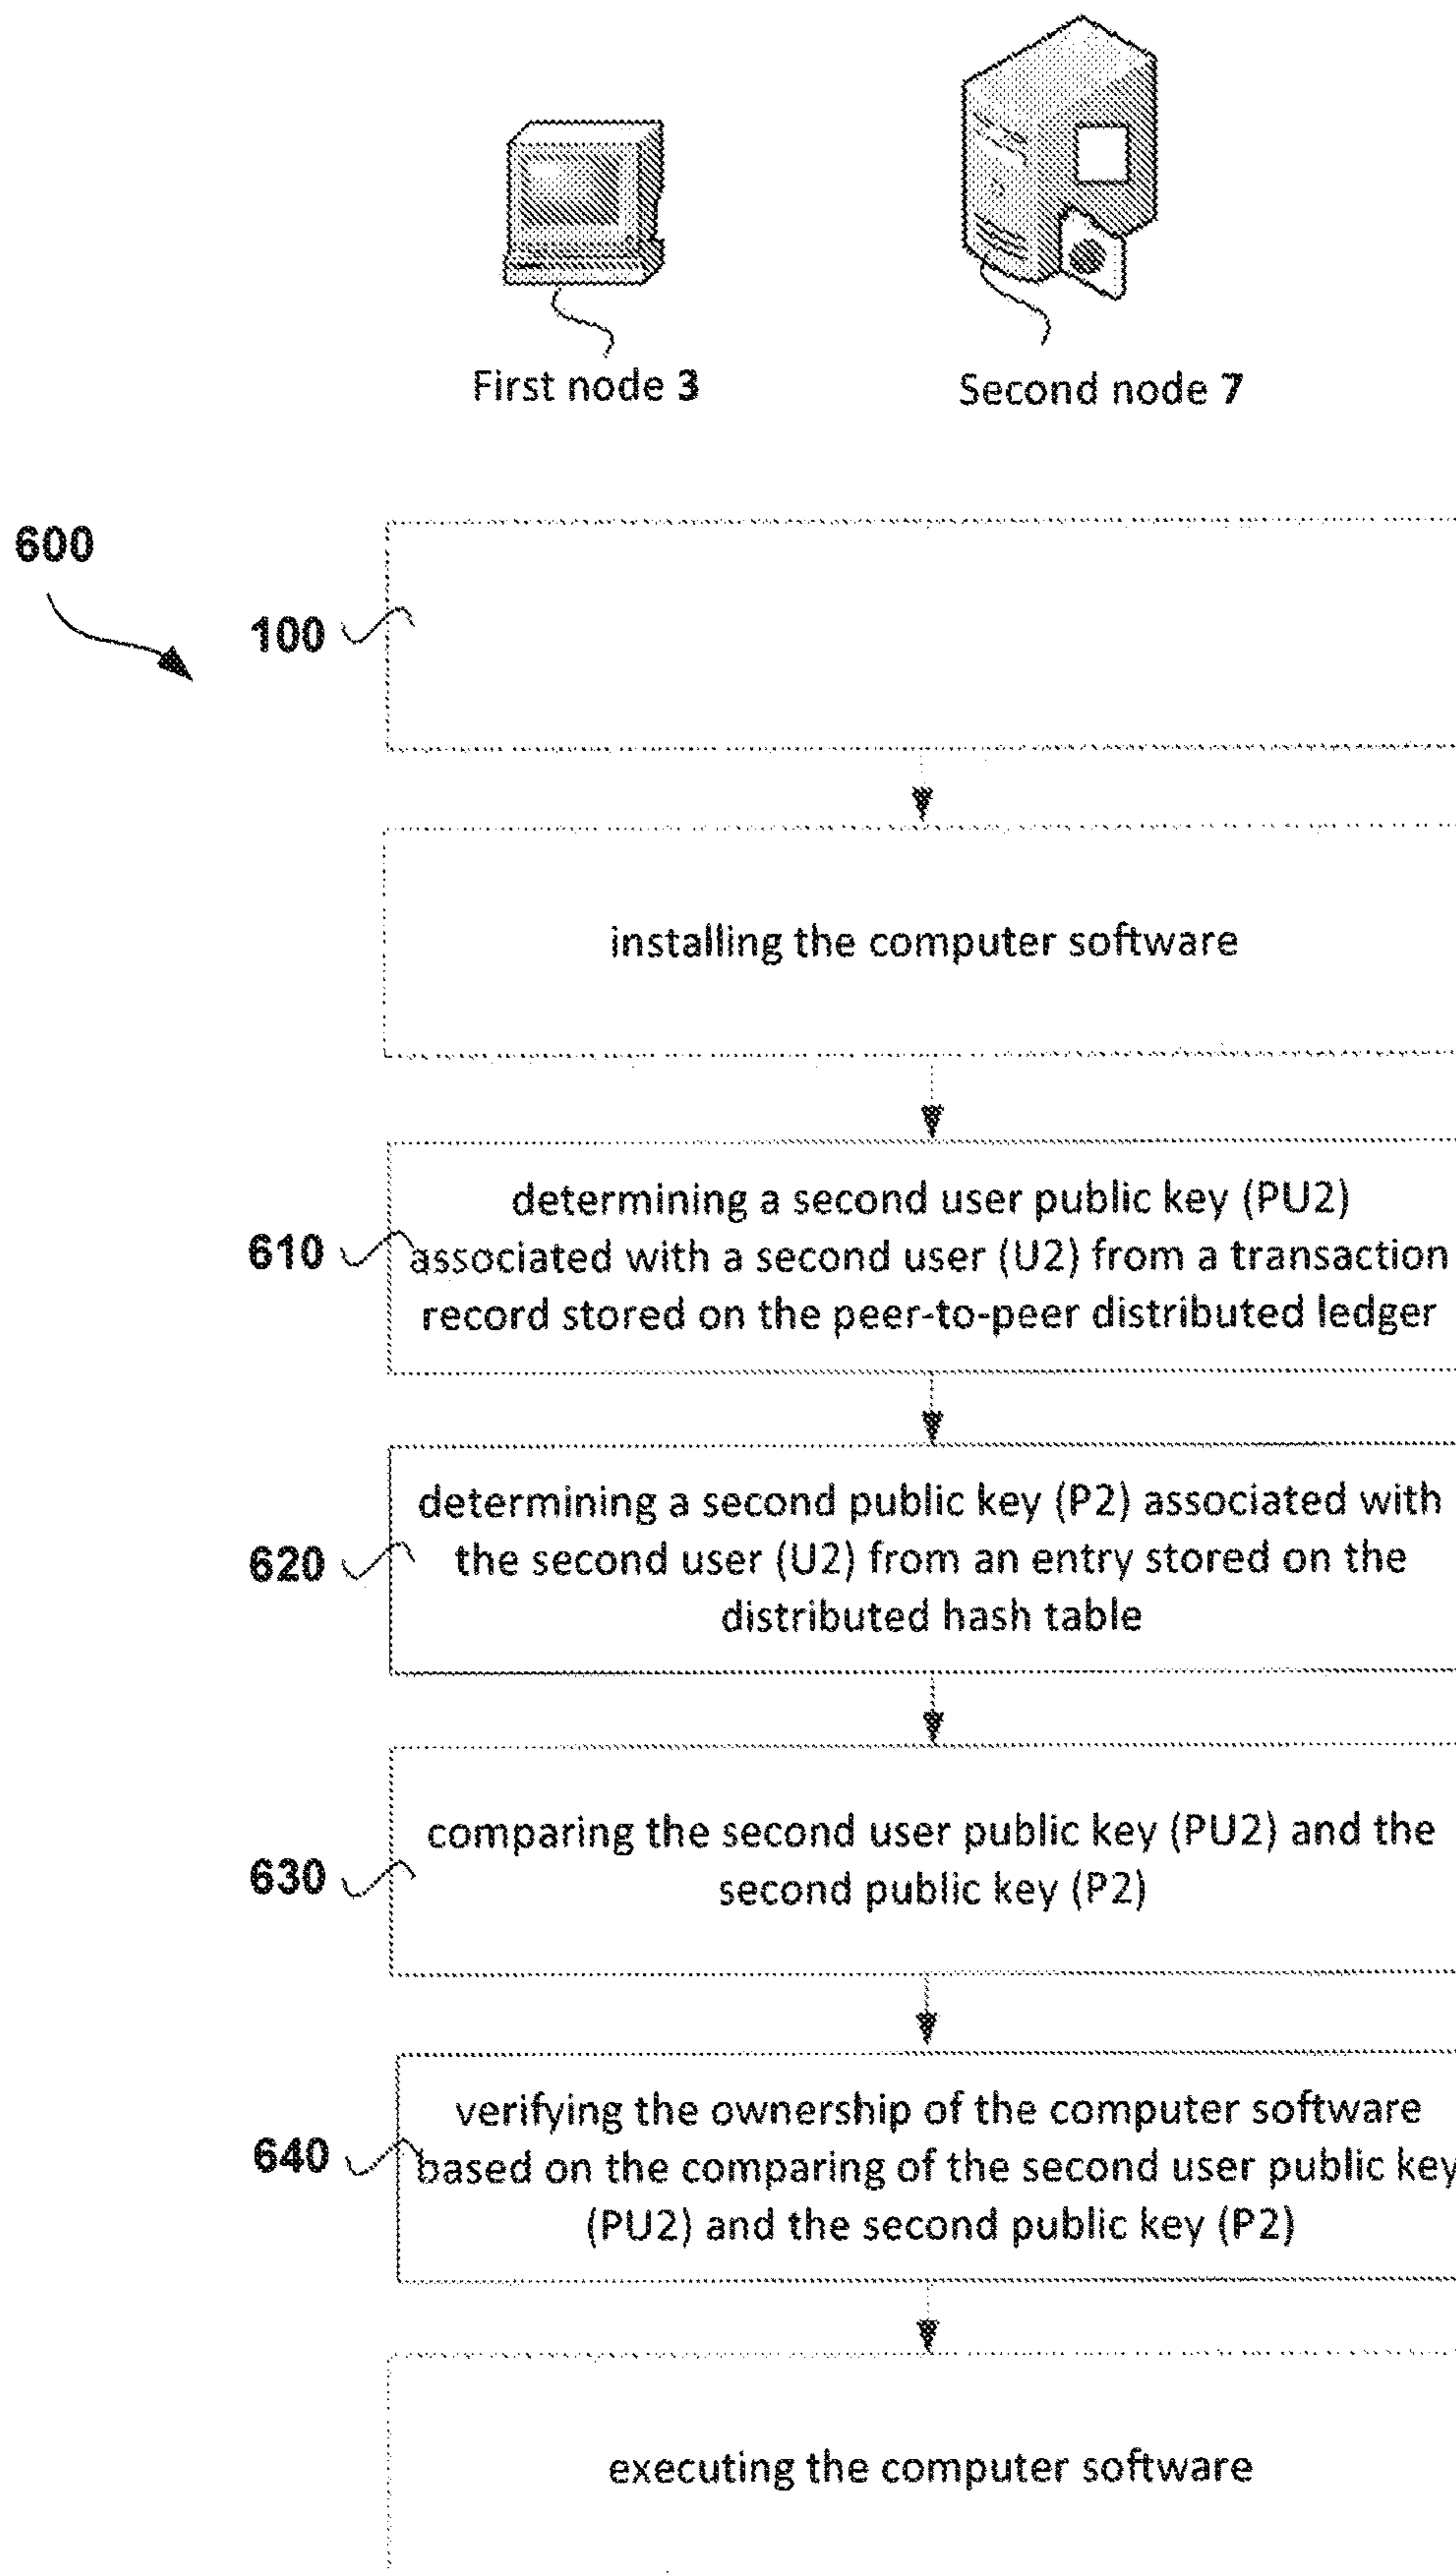 First node 3
Second node 7
600
100
installing the computer software
610
determining a second user public key (PU2)
associated with a second user (U2) from a transaction
record stored on the peer-to-peer distributed ledger
620
determining a second public key (P2) associated with
the second user (U2) from an entry stored on the
distributed hash table
630
comparing the second user public key (PU2) and the
second public key (P2)
640
verifying the ownership of the computer software
based on the comparing of the second user public key
(PU2) and the second public key (P2)
executing the computer software